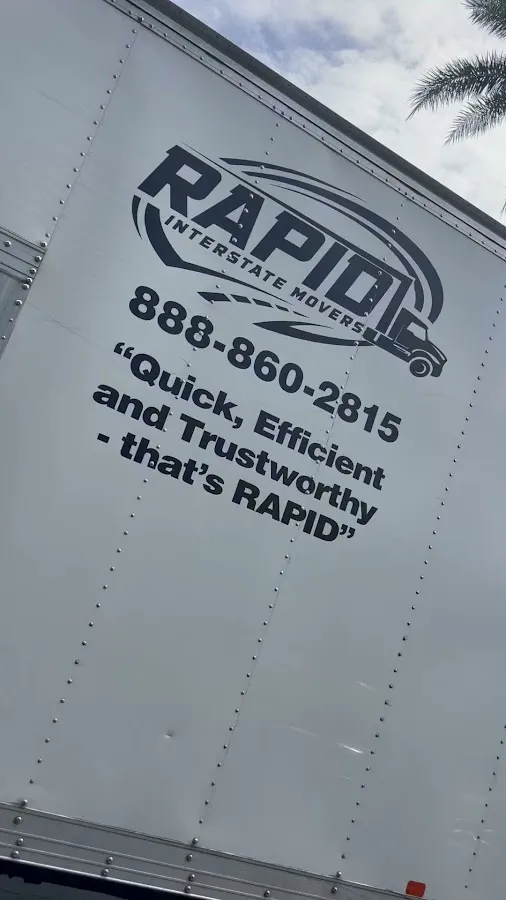 RAPID
INTERSTATE MOVERS
888-860-2815
“Quick, Efficient
and Trustworthy
- that’s RAPID”